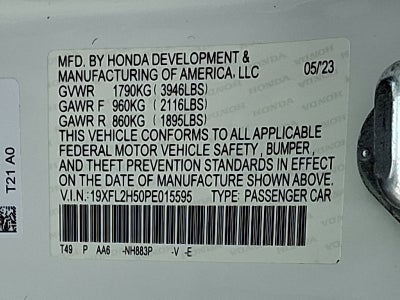 MFD. BY HONDA DEVELOPMENT &
MANUFACTURING OF AMERICA, LLC 05/'23
GVWR 1790KG (3946LBS)
GAWR F 960KG (2116LBS)
GAWR R 860KG (1895LBS)
THIS VEHICLE CONFORMS TO ALL APPLICABLE
FEDERAL MOTOR VEHICLE SAFETY , BUMPER,
AND THEFT PREVENTION STANDARDS IN EFFECT
ON THE DATE OF MANUFACTURE SHOWN ABOVE.
V.I.N.: 19XFL2H50PE015595 TYPE: PASSENGER CAR
T49 P AA6 -NH883P -V -E
T21 A0